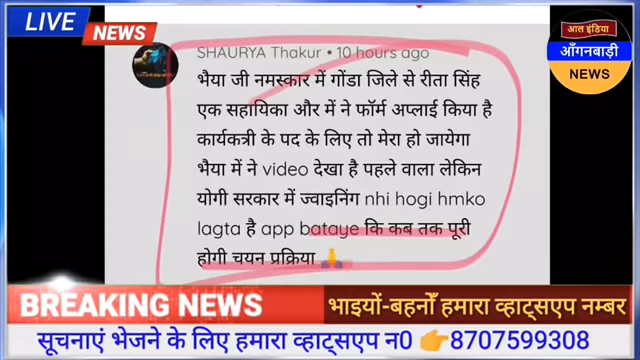 LIVE
NEWS
आल इंडिया
आँगनबाड़ी
NEWS
SHAURYA Thakur • 10 hours ago
भैया जी नमस्कार में गोंडा जिले से रीता सिंह
एक सहायिका और में ने फॉर्म अप्लाई किया है
कार्यकत्री के पद के लिए तो मेरा हो जायेगा
भैया में ने video देखा है पहले वाला लेकिन
योगी सरकार में ज्वाइनिंग nhi hogi hmko
lagta है app bataye कि कब तक पूरी
होगी चयन प्रक्रिया 🙏
BREAKING NEWS
भाइयों-बहनोँ हमारा व्हाट्सएप नम्बर
सूचनाएं भेजने के लिए हमारा व्हाट्सएप न0 👉8707599308